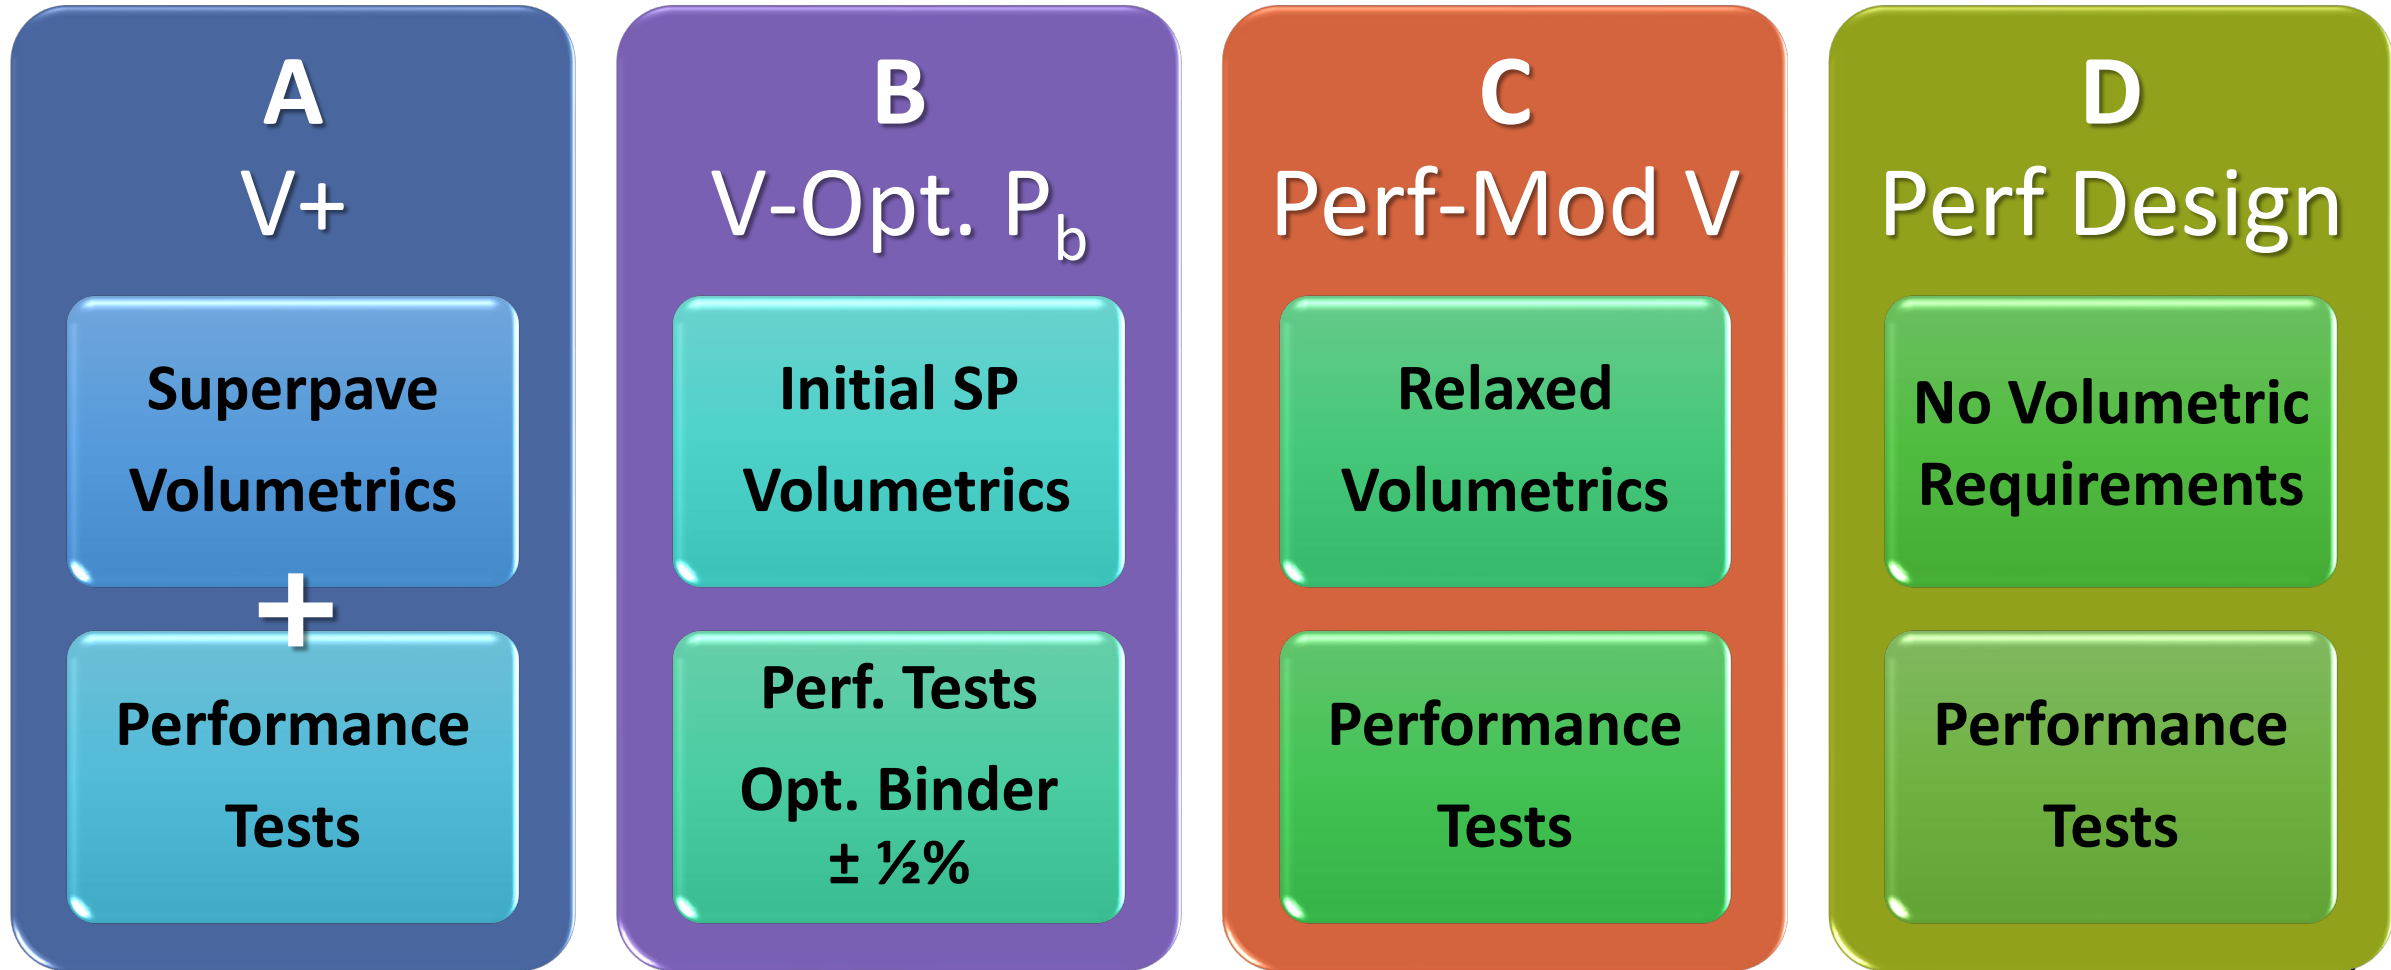 A
V+
Superpave
Volumetrics
+
Performance
Tests
B
V-Opt. Pb
Initial SP
Volumetrics
Perf. Tests
Opt. Binder
± ½%
C
Perf-Mod V
Relaxed
Volumetrics
Performance
Tests
D
Perf Design
No Volumetric
Requirements
Performance
Tests